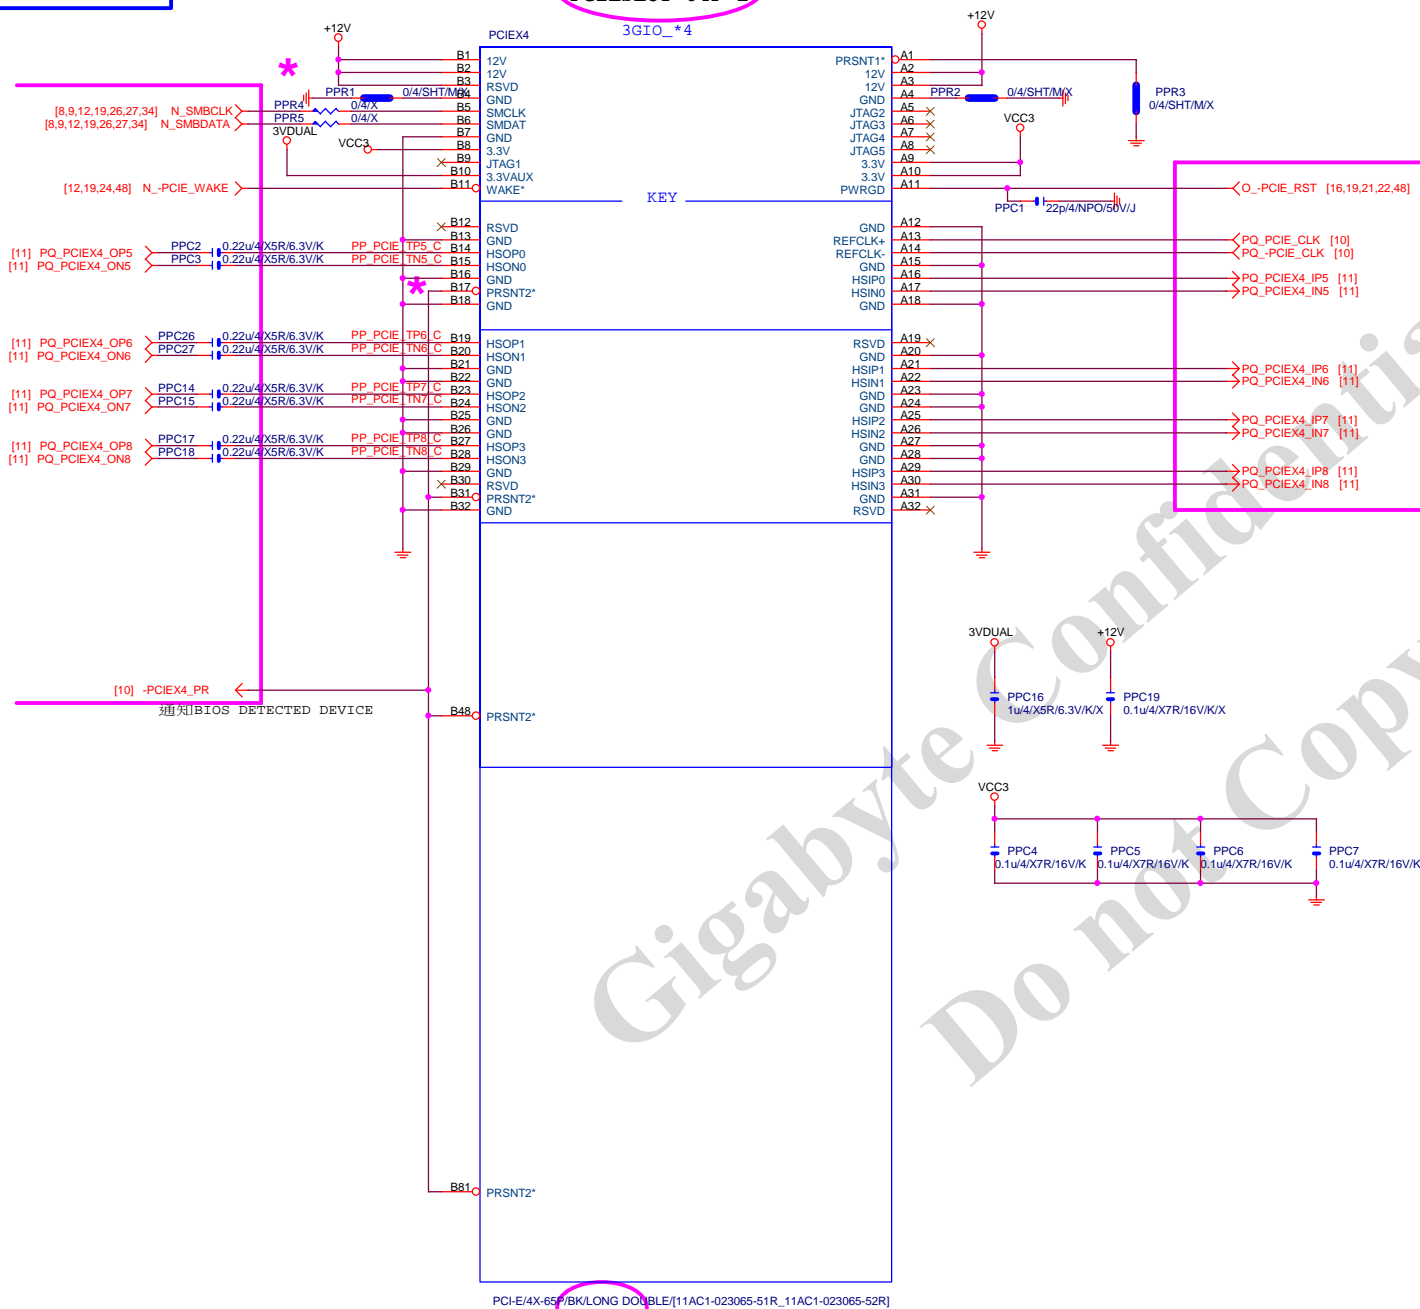 3GIO_*4
PCIEX4
+12V
+12V
B1 12V
B2 12V
B3 RSVD
B4 GND
B5 SMCLK
B6 SMDAT
B7 GND
B8 3.3V
B9 JTAG1
B10 3.3VAUX
B11 WAKE*
PRSNT1* A1
12V A2
12V A3
GND A4
JTAG2 A5
JTAG3 A6
JTAG4 A7
JTAG5 A8
3.3V A9
3.3V A10
PWRGD A11
*
PPR1 0/4/SHT/M/X
[8,9,12,19,26,27,34] N_SMBCLK PPR4 0/4/X
[8,9,12,19,26,27,34] N_SMBDATA PPR5 0/4/X
3VDUAL
VCC3
[12,19,24,48] N_-PCIE_WAKE
PPR2 0/4/SHT/M/X
VCC3
PPR3
0/4/SHT/M/X
O_-PCIE_RST [16,19,21,22,48]
PPC1 22p/4/NPO/50V/J
KEY
B12 RSVD
B13 GND
B14 HSOP0
B15 HSON0
B16 GND
B17 PRSNT2*
B18 GND
GND A12
REFCLK+ A13
REFCLK- A14
GND A15
HSIP0 A16
HSIN0 A17
GND A18
[11] PQ_PCIEX4_OP5 PPC2 0.22u/4/X5R/6.3V/K PP_PCIE_TP5_C
[11] PQ_PCIEX4_ON5 PPC3 0.22u/4/X5R/6.3V/K PP_PCIE_TN5_C
*
PQ_PCIE_CLK [10]
PQ_-PCIE_CLK [10]
PQ_PCIEX4_IP5 [11]
PQ_PCIEX4_IN5 [11]
B19 HSOP1
B20 HSON1
B21 GND
B22 GND
B23 HSOP2
B24 HSON2
B25 GND
B26 GND
B27 HSOP3
B28 HSON3
B29 GND
B30 RSVD
B31 PRSNT2*
B32 GND
RSVD A19
GND A20
HSIP1 A21
HSIN1 A22
GND A23
GND A24
HSIP2 A25
HSIN2 A26
GND A27
GND A28
HSIP3 A29
HSIN3 A30
GND A31
RSVD A32
[11] PQ_PCIEX4_OP6 PPC26 0.22u/4/X5R/6.3V/K PP_PCIE_TP6_C
[11] PQ_PCIEX4_ON6 PPC27 0.22u/4/X5R/6.3V/K PP_PCIE_TN6_C
[11] PQ_PCIEX4_OP7 PPC14 0.22u/4/X5R/6.3V/K PP_PCIE_TP7_C
[11] PQ_PCIEX4_ON7 PPC15 0.22u/4/X5R/6.3V/K PP_PCIE_TN7_C
[11] PQ_PCIEX4_OP8 PPC17 0.22u/4/X5R/6.3V/K PP_PCIE_TP8_C
[11] PQ_PCIEX4_ON8 PPC18 0.22u/4/X5R/6.3V/K PP_PCIE_TN8_C
PQ_PCIEX4_IP6 [11]
PQ_PCIEX4_IN6 [11]
PQ_PCIEX4_IP7 [11]
PQ_PCIEX4_IN7 [11]
PQ_PCIEX4_IP8 [11]
PQ_PCIEX4_IN8 [11]
[10] -PCIEX4_PR
通知BIOS DETECTED DEVICE
B48 PRSNT2*
3VDUAL
PPC16
1u/4/X5R/6.3V/K/X
+12V
PPC19
0.1u/4/X7R/16V/K/X
VCC3
PPC4
0.1u/4/X7R/16V/K
PPC5
0.1u/4/X7R/16V/K
PPC6
0.1u/4/X7R/16V/K
PPC7
0.1u/4/X7R/16V/K
B81 PRSNT2*
PCI-E/4X-65P/BK/LONG DOUBLE/[11AC1-023065-51R_11AC1-023065-52R]
Gigabyte Confidentia
Do not Copy